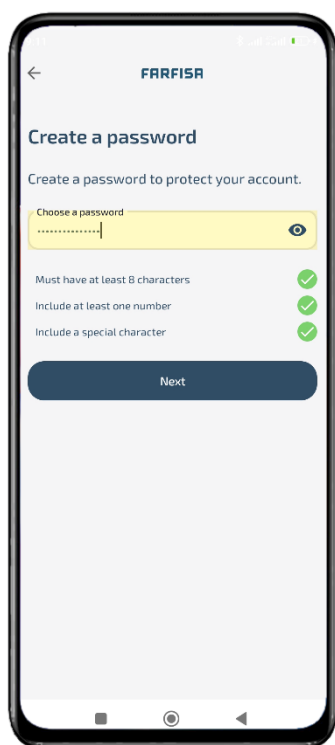 FARFISA
Create a password
Create a password to protect your account.
Choose a password
Must have at least 8 characters
Include at least one number
Include a special character
Next